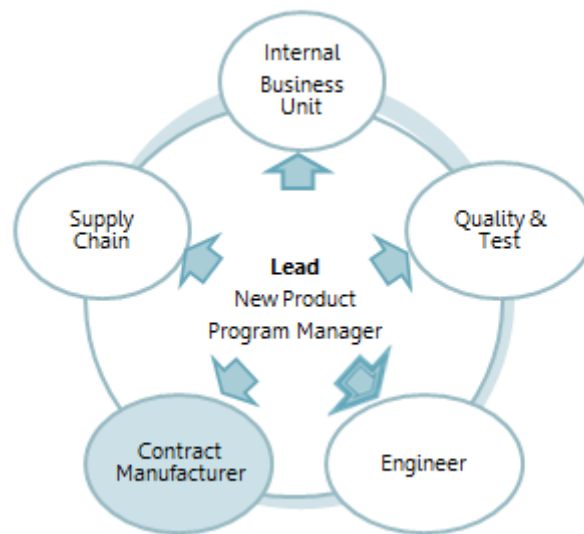 Internal
Business
Unit
Supply
Chain
Quality &
Test
Lead
New Product
Program Manager
Contract
Manufacturer
Engineer